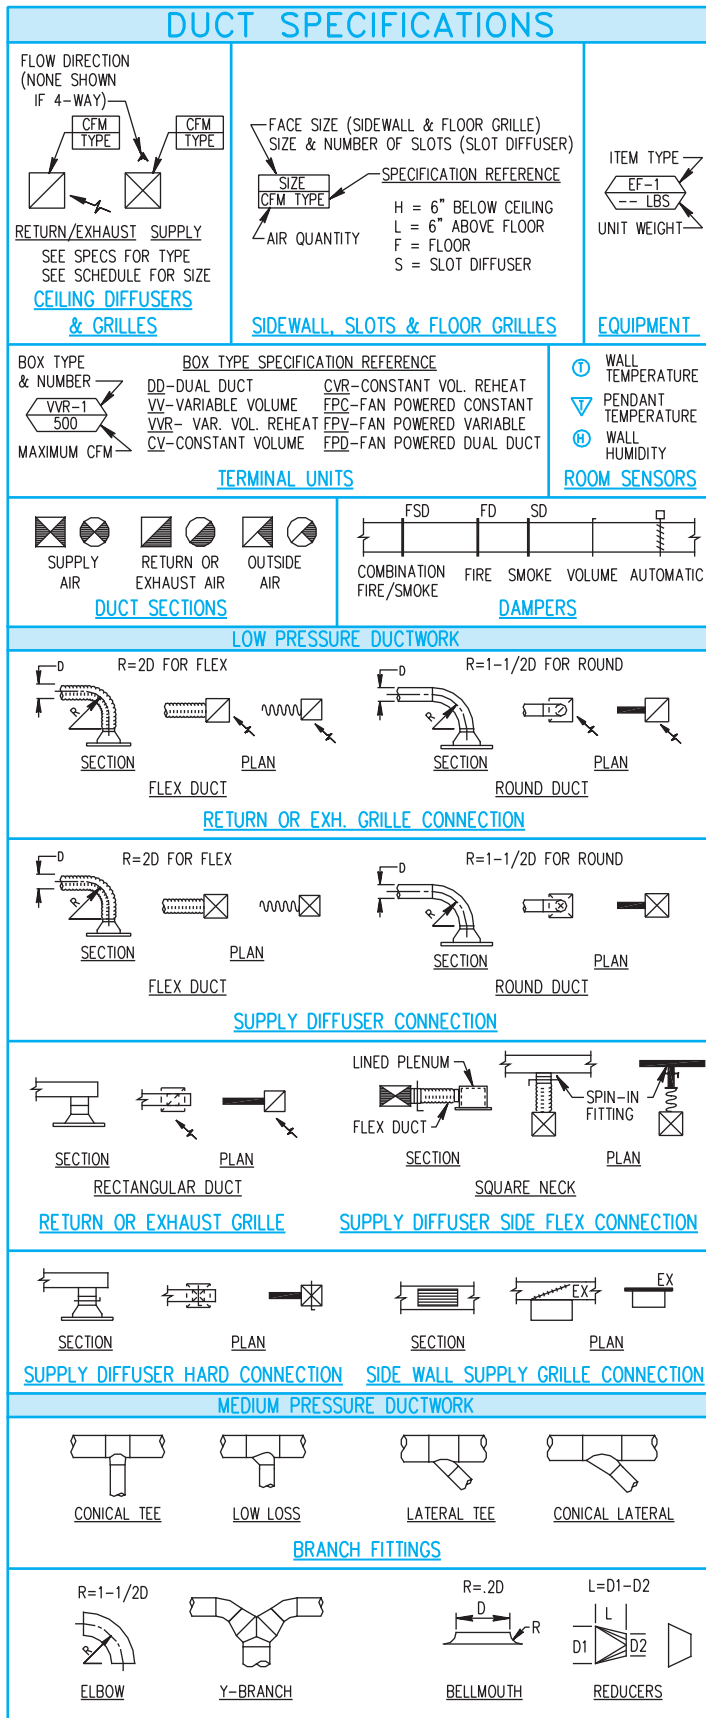 DUCT SPECIFICATIONS
FLOW DIRECTION
(NONE SHOWN
IF 4-WAY)
CFM
TYPE
CFM
TYPE
RETURN/EXHAUST SUPPLY
SEE SPECS FOR TYPE
SEE SCHEDULE FOR SIZE
CEILING DIFFUSERS
& GRILLES
FACE SIZE (SIDEWALL & FLOOR GRILLE)
SIZE & NUMBER OF SLOTS (SLOT DIFFUSER)
SPECIFICATION REFERENCE
SIZE
CFM TYPE
H = 6" BELOW CEILING
L = 6" ABOVE FLOOR
F = FLOOR
S = SLOT DIFFUSER
AIR QUANTITY
SIDEWALL, SLOTS & FLOOR GRILLES
ITEM TYPE
EF-1
-- LBS
UNIT WEIGHT
EQUIPMENT
BOX TYPE
& NUMBER
VVR-1
500
MAXIMUM CFM
BOX TYPE SPECIFICATION REFERENCE
DD-DUAL DUCT
VV-VARIABLE VOLUME
VVR- VAR. VOL. REHEAT
CV-CONSTANT VOLUME
CVR-CONSTANT VOL. REHEAT
FPC-FAN POWERED CONSTANT
FPV-FAN POWERED VARIABLE
FPD-FAN POWERED DUAL DUCT
TERMINAL UNITS
T WALL
TEMPERATURE
T PENDANT
TEMPERATURE
H WALL
HUMIDITY
ROOM SENSORS
SUPPLY
AIR
RETURN OR
EXHAUST AIR
OUTSIDE
AIR
DUCT SECTIONS
FSD
FD
SD
COMBINATION
FIRE/SMOKE
FIRE
SMOKE
VOLUME
AUTOMATIC
DAMPERS
LOW PRESSURE DUCTWORK
D
R=2D FOR FLEX
R
SECTION
PLAN
FLEX DUCT
D
R=1-1/2D FOR ROUND
R
SECTION
PLAN
ROUND DUCT
RETURN OR EXH. GRILLE CONNECTION
D
R=2D FOR FLEX
R
SECTION
PLAN
FLEX DUCT
D
R=1-1/2D FOR ROUND
R
SECTION
PLAN
ROUND DUCT
SUPPLY DIFFUSER CONNECTION
SECTION
PLAN
RECTANGULAR DUCT
RETURN OR EXHAUST GRILLE
LINED PLENUM
FLEX DUCT
SPIN-IN
FITTING
SECTION
PLAN
SQUARE NECK
SUPPLY DIFFUSER SIDE FLEX CONNECTION
SECTION
PLAN
SUPPLY DIFFUSER HARD CONNECTION
EX
EX
SECTION
PLAN
SIDE WALL SUPPLY GRILLE CONNECTION
MEDIUM PRESSURE DUCTWORK
CONICAL TEE
LOW LOSS
LATERAL TEE
CONICAL LATERAL
BRANCH FITTINGS
R=1-1/2D
R
ELBOW
Y-BRANCH
R=.2D
D
R
BELLMOUTH
L=D1-D2
L
D1
D2
REDUCERS